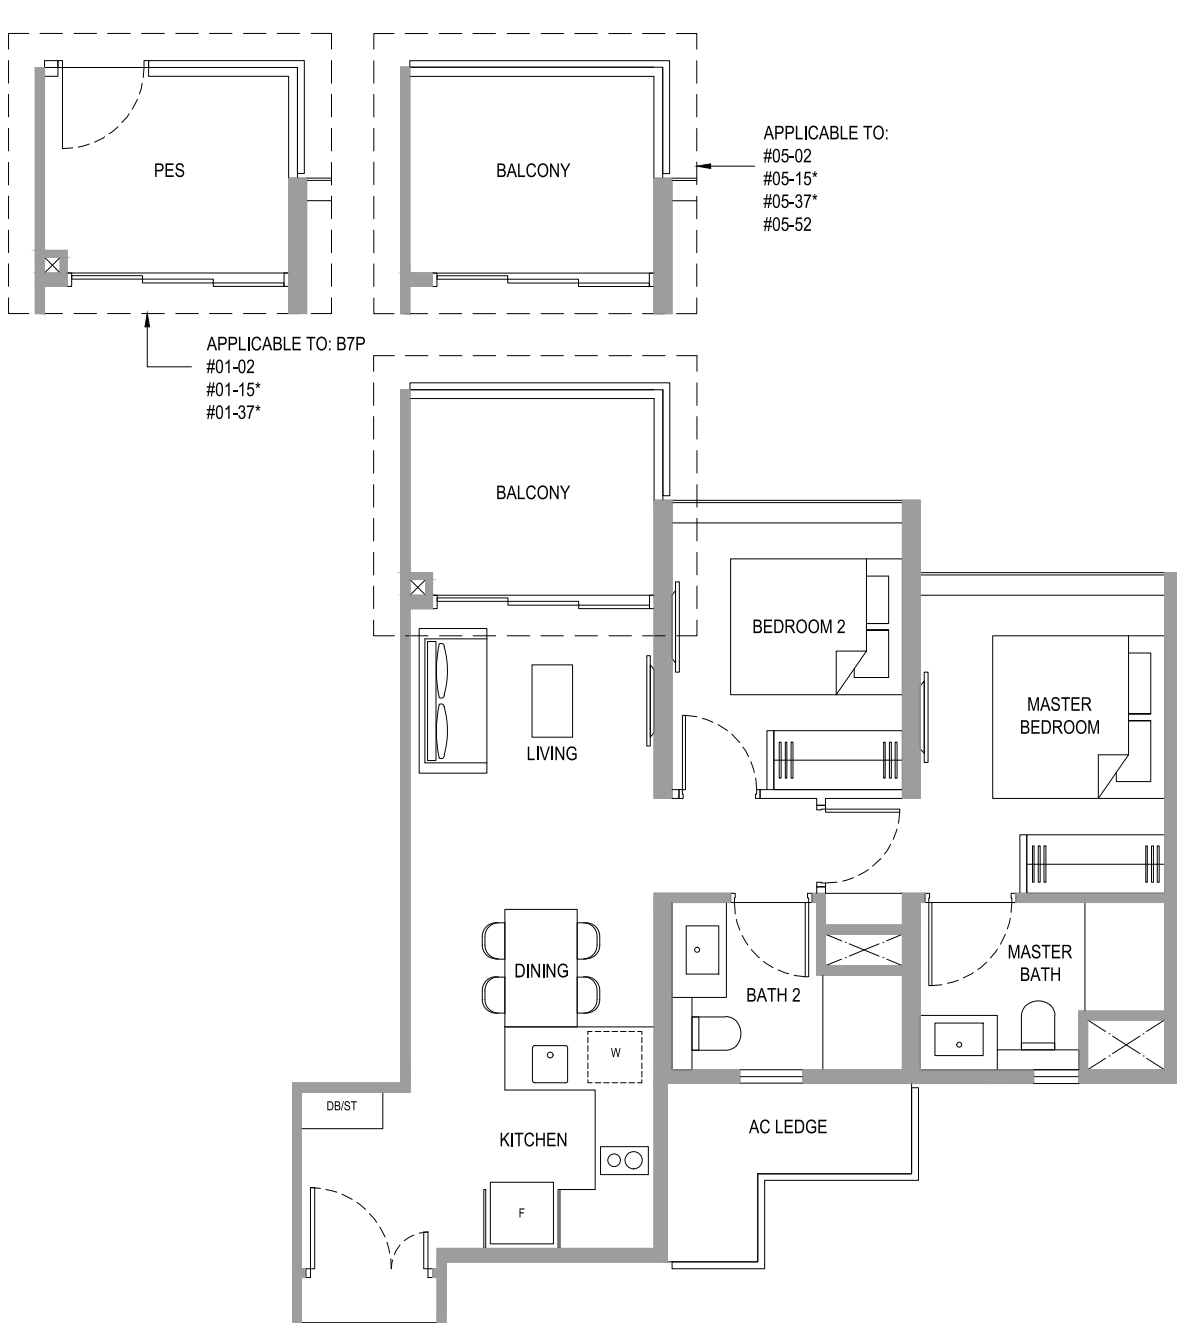 PES
BALCONY
APPLICABLE TO:
#05-02
#05-15*
#05-37*
#05-52
APPLICABLE TO: B7P
#01-02
#01-15*
#01-37*
BALCONY
BEDROOM 2
MASTER
BEDROOM
LIVING
DINING
BATH 2
MASTER
BATH
W
DB/ST
KITCHEN
AC LEDGE
F